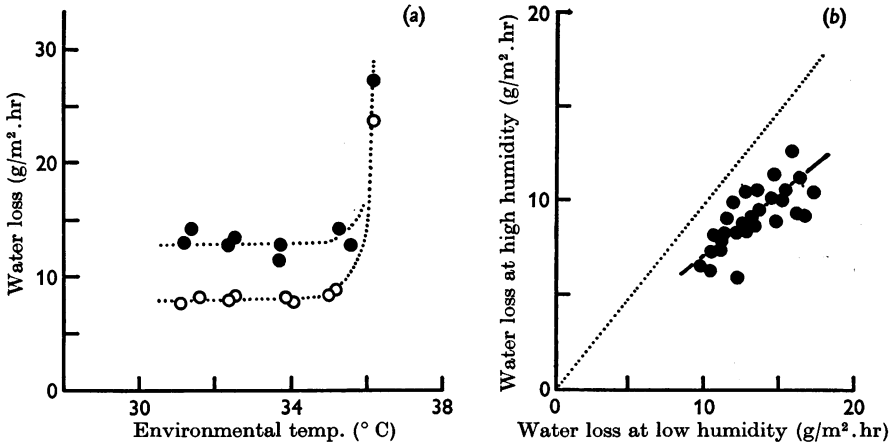 (a)
30
20
10
0
Water loss (g/m². hr)
30
34
38
Environmental temp. (° C)
(b)
20
10
0
Water loss at high humidity (g/m². hr)
0
10
20
Water loss at low humidity (g/m². hr)